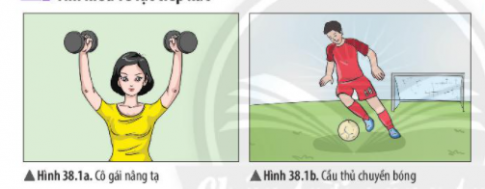 ▲ Hình 38.1a. Cô gái nâng tạ
▲ Hình 38.1b. Cầu thủ chuyền bóng